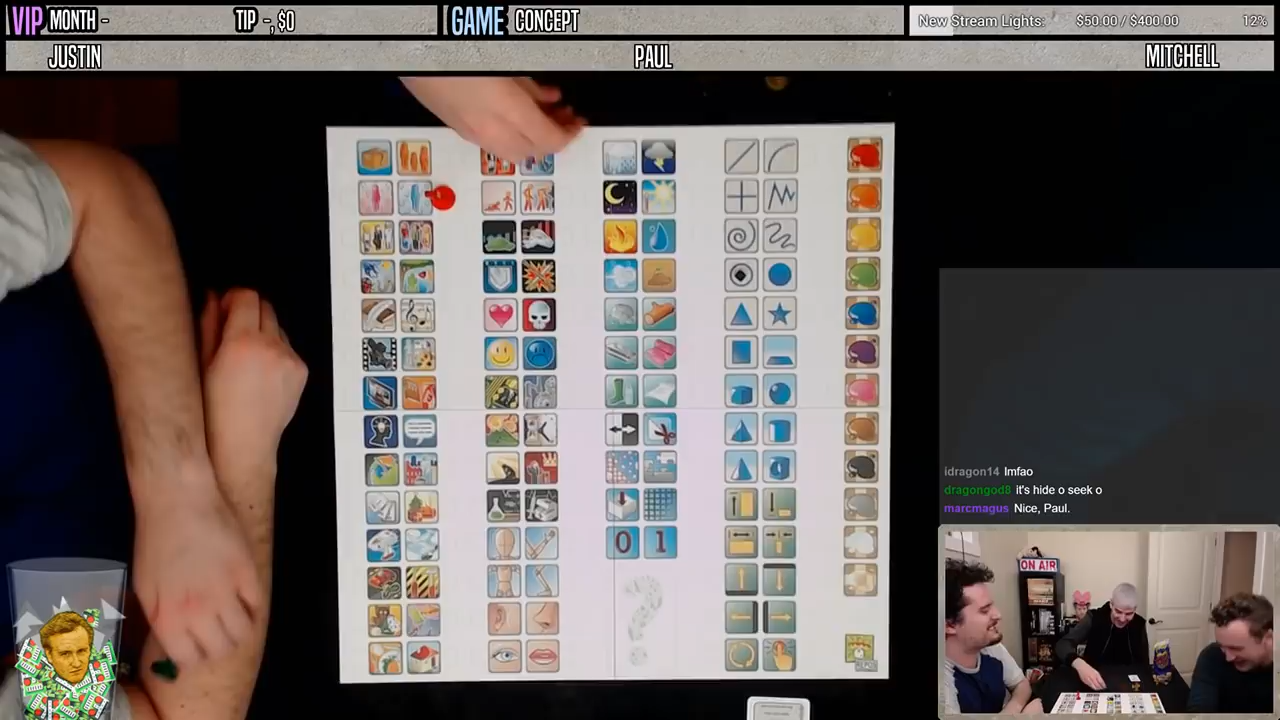 VIP MONTH -
TIP -, $0
GAME CONCEPT
New Stream Lights: $50.00 / $400.00 12%
JUSTIN
PAUL
MITCHELL
0 1
?
idragon14 lmfao
dragongod8 it's hide o seek o
marcmagus Nice, Paul.
ON AIR